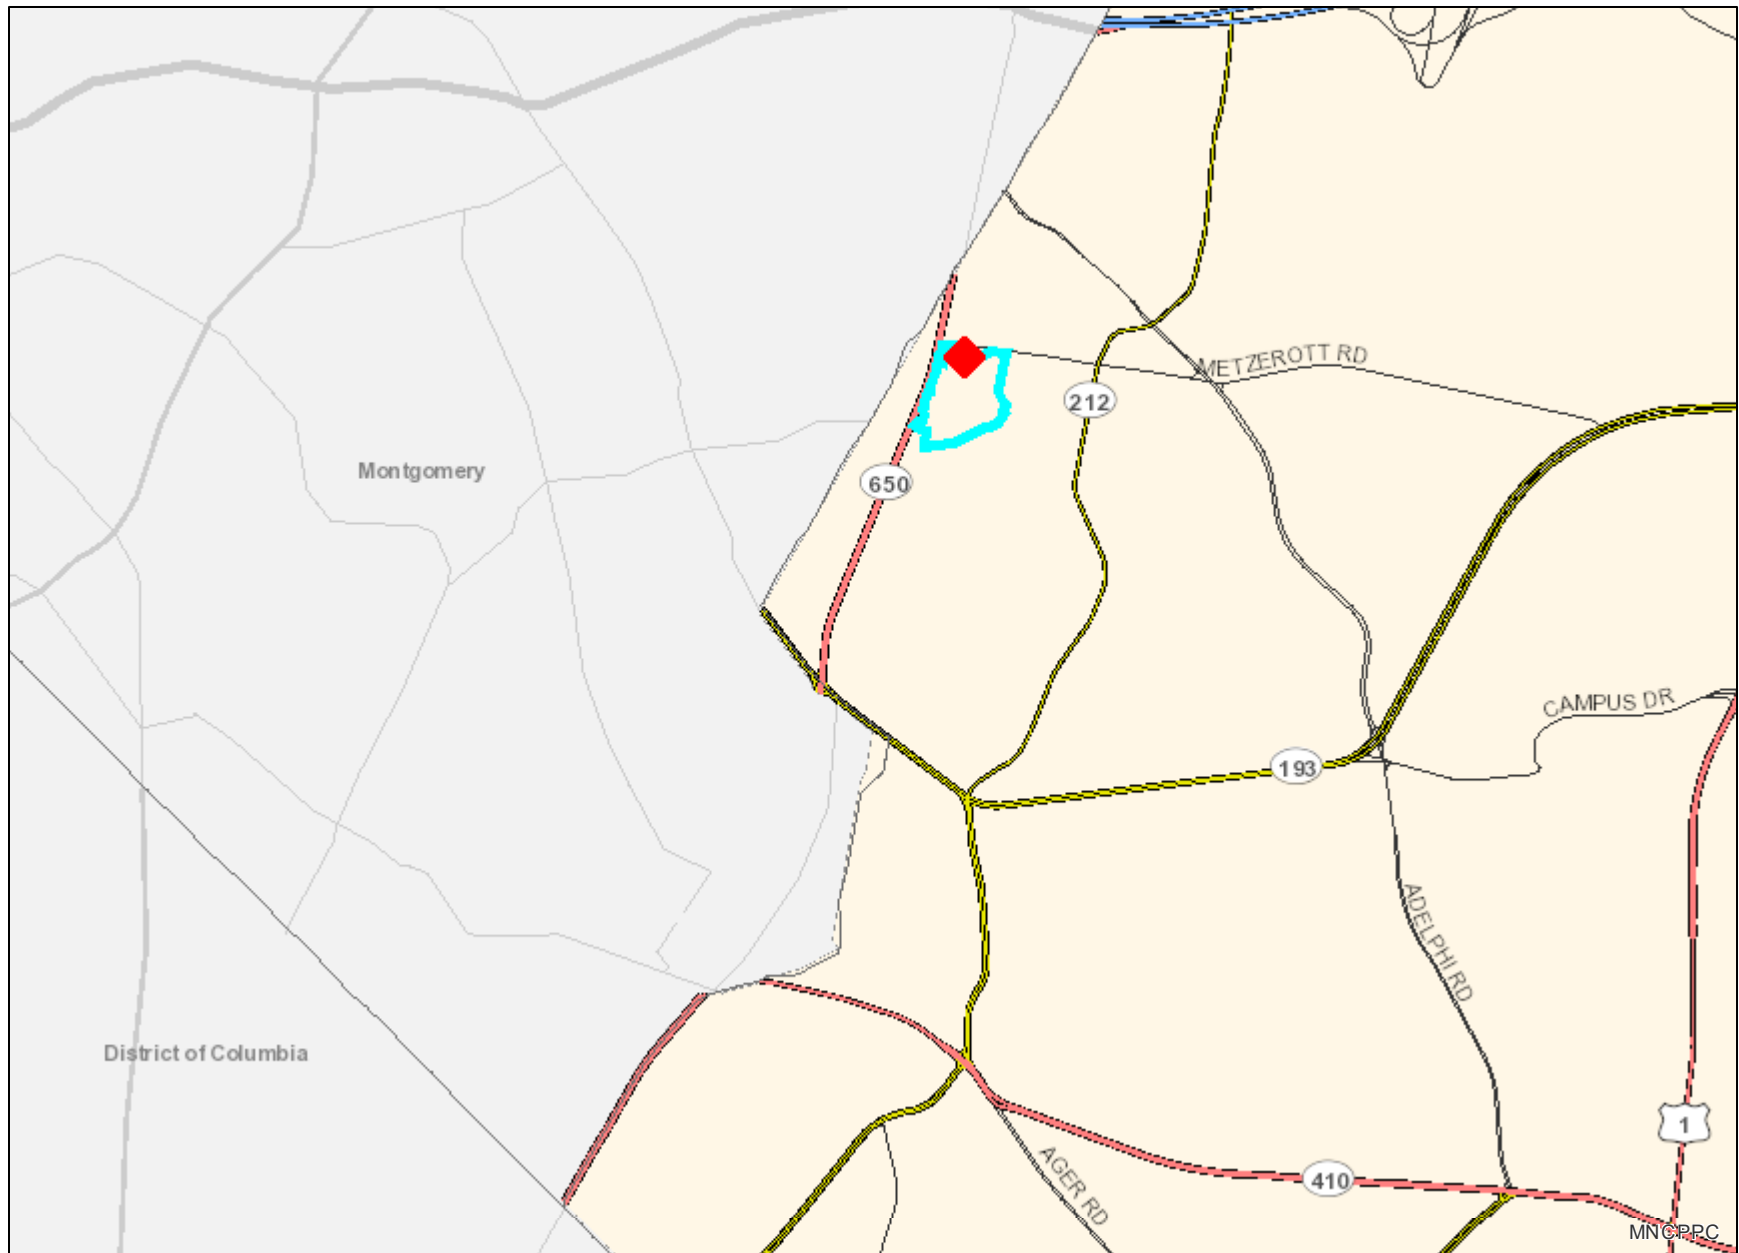 METZEROTT RD
212
Montgomery
650
CAMPUS DR
193
ADELPHI RD
District of Columbia
1
AGER RD
410
MNCPPC